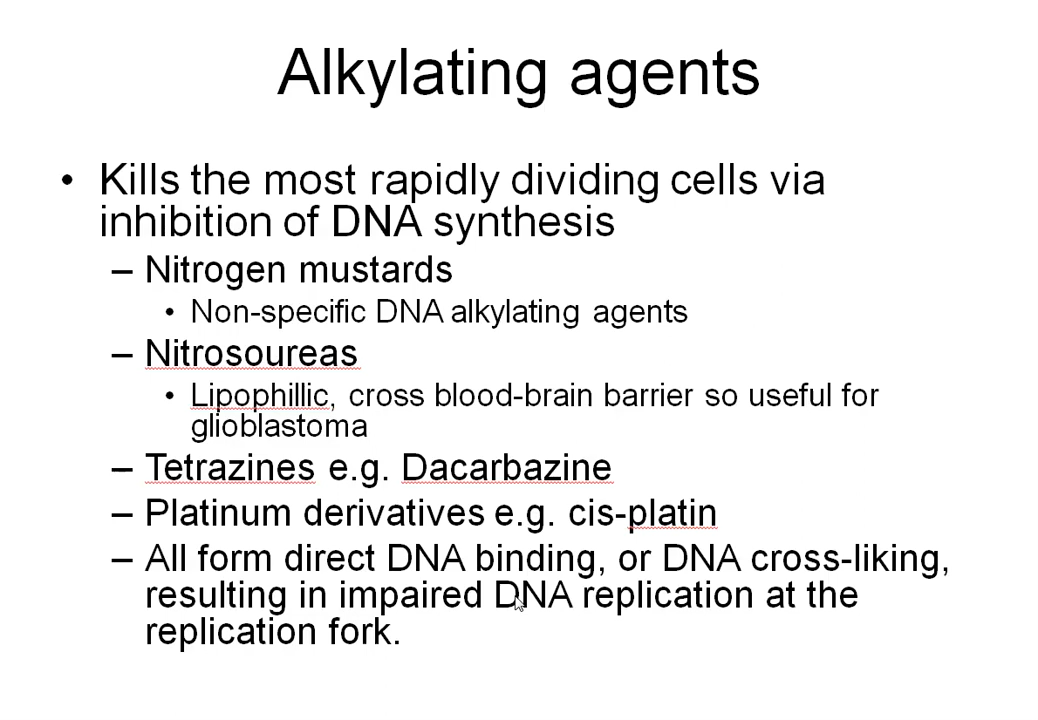 Alkylating agents
• Kills the most rapidly dividing cells via
inhibition of DNA synthesis
– Nitrogen mustards
• Non-specific DNA alkylating agents
– Nitrosoureas
• Lipophillic, cross blood-brain barrier so useful for
glioblastoma
– Tetrazines e.g. Dacarbazine
– Platinum derivatives e.g. cis-platin
– All form direct DNA binding, or DNA cross-liking,
resulting in impaired DNA replication at the
replication fork.